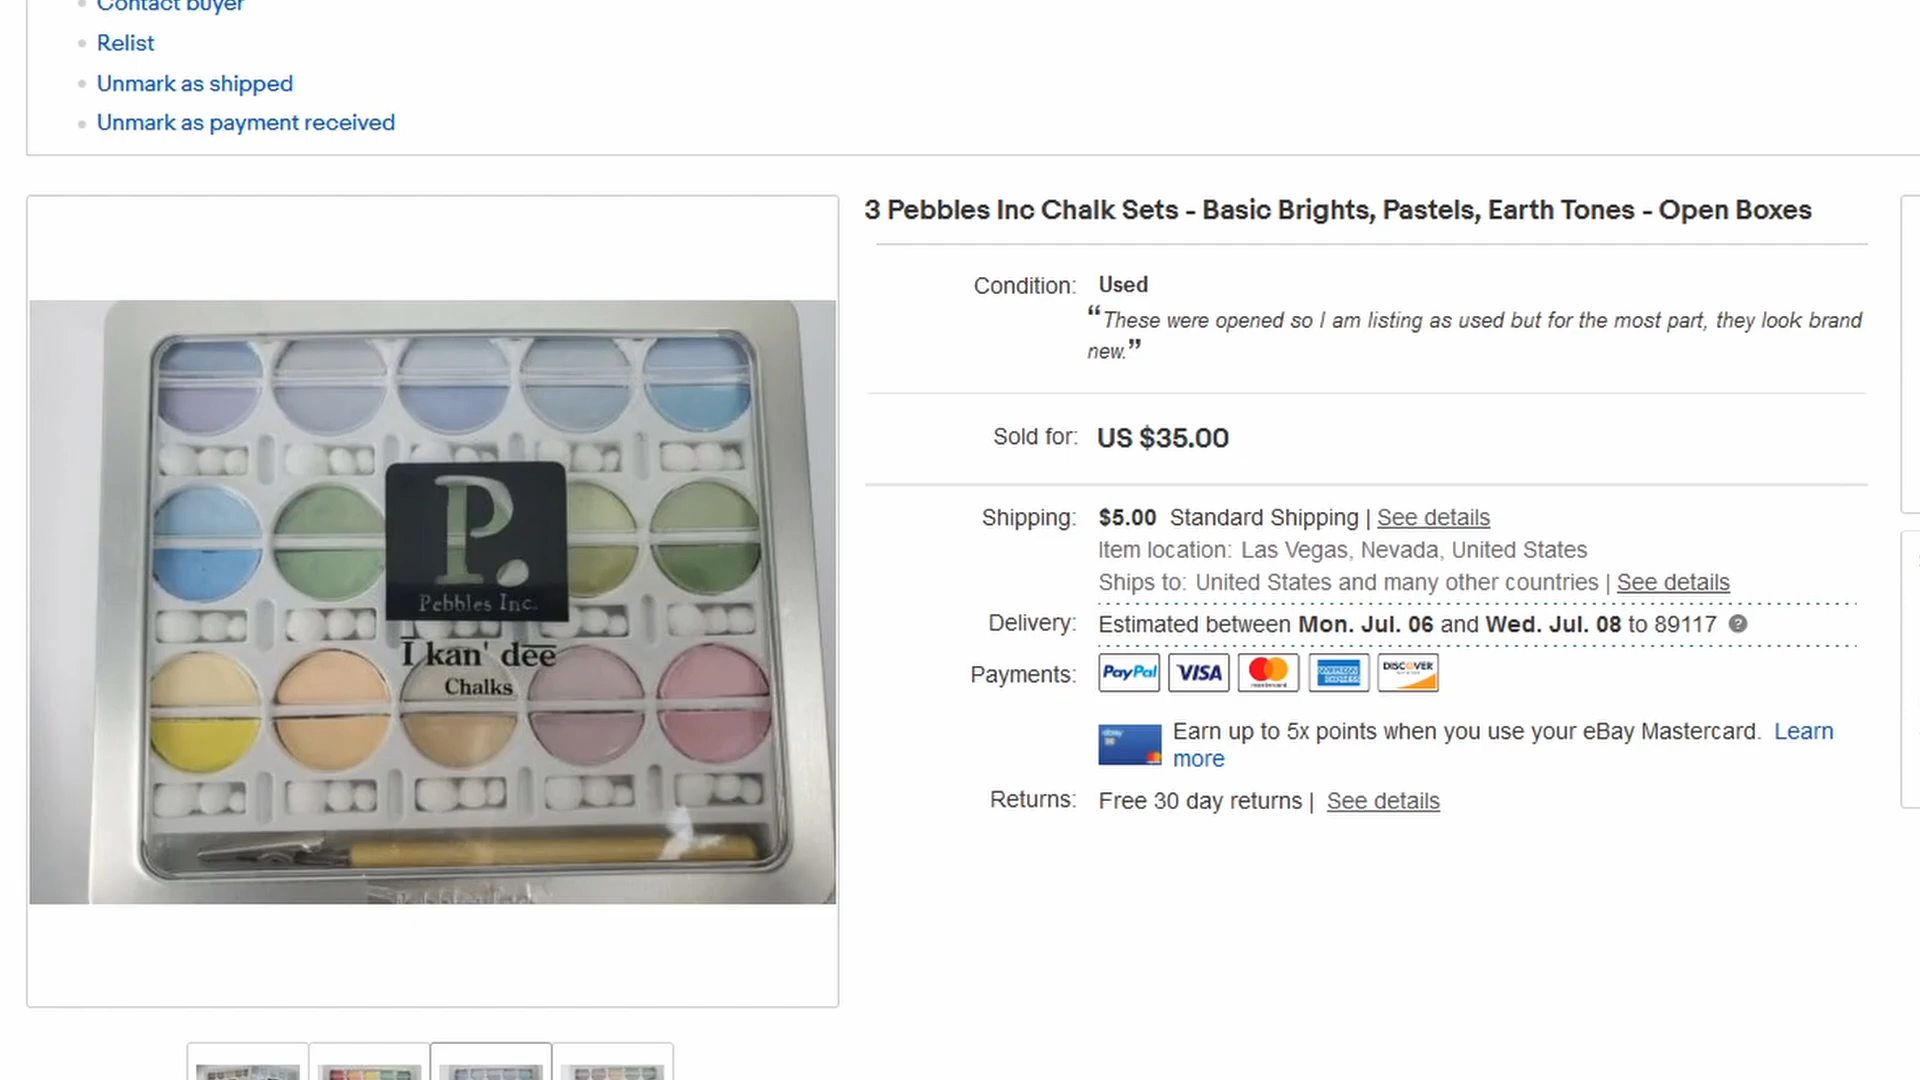 Contact buyer
Relist
Unmark as shipped
Unmark as payment received
3 Pebbles Inc Chalk Sets - Basic Brights, Pastels, Earth Tones - Open Boxes
Condition: Used
“These were opened so I am listing as used but for the most part, they look brand
new.”
Sold for: US $35.00
Shipping: $5.00 Standard Shipping | See details
Item location: Las Vegas, Nevada, United States
Ships to: United States and many other countries | See details
Delivery: Estimated between Mon. Jul. 06 and Wed. Jul. 08 to 89117 ?
Payments: PayPal VISA mastercard AMERICAN EXPRESS DISCOVER
Earn up to 5x points when you use your eBay Mastercard. Learn
more
Returns: Free 30 day returns | See details
P.
Pebbles Inc.
Ī kan' dēē
Chalks